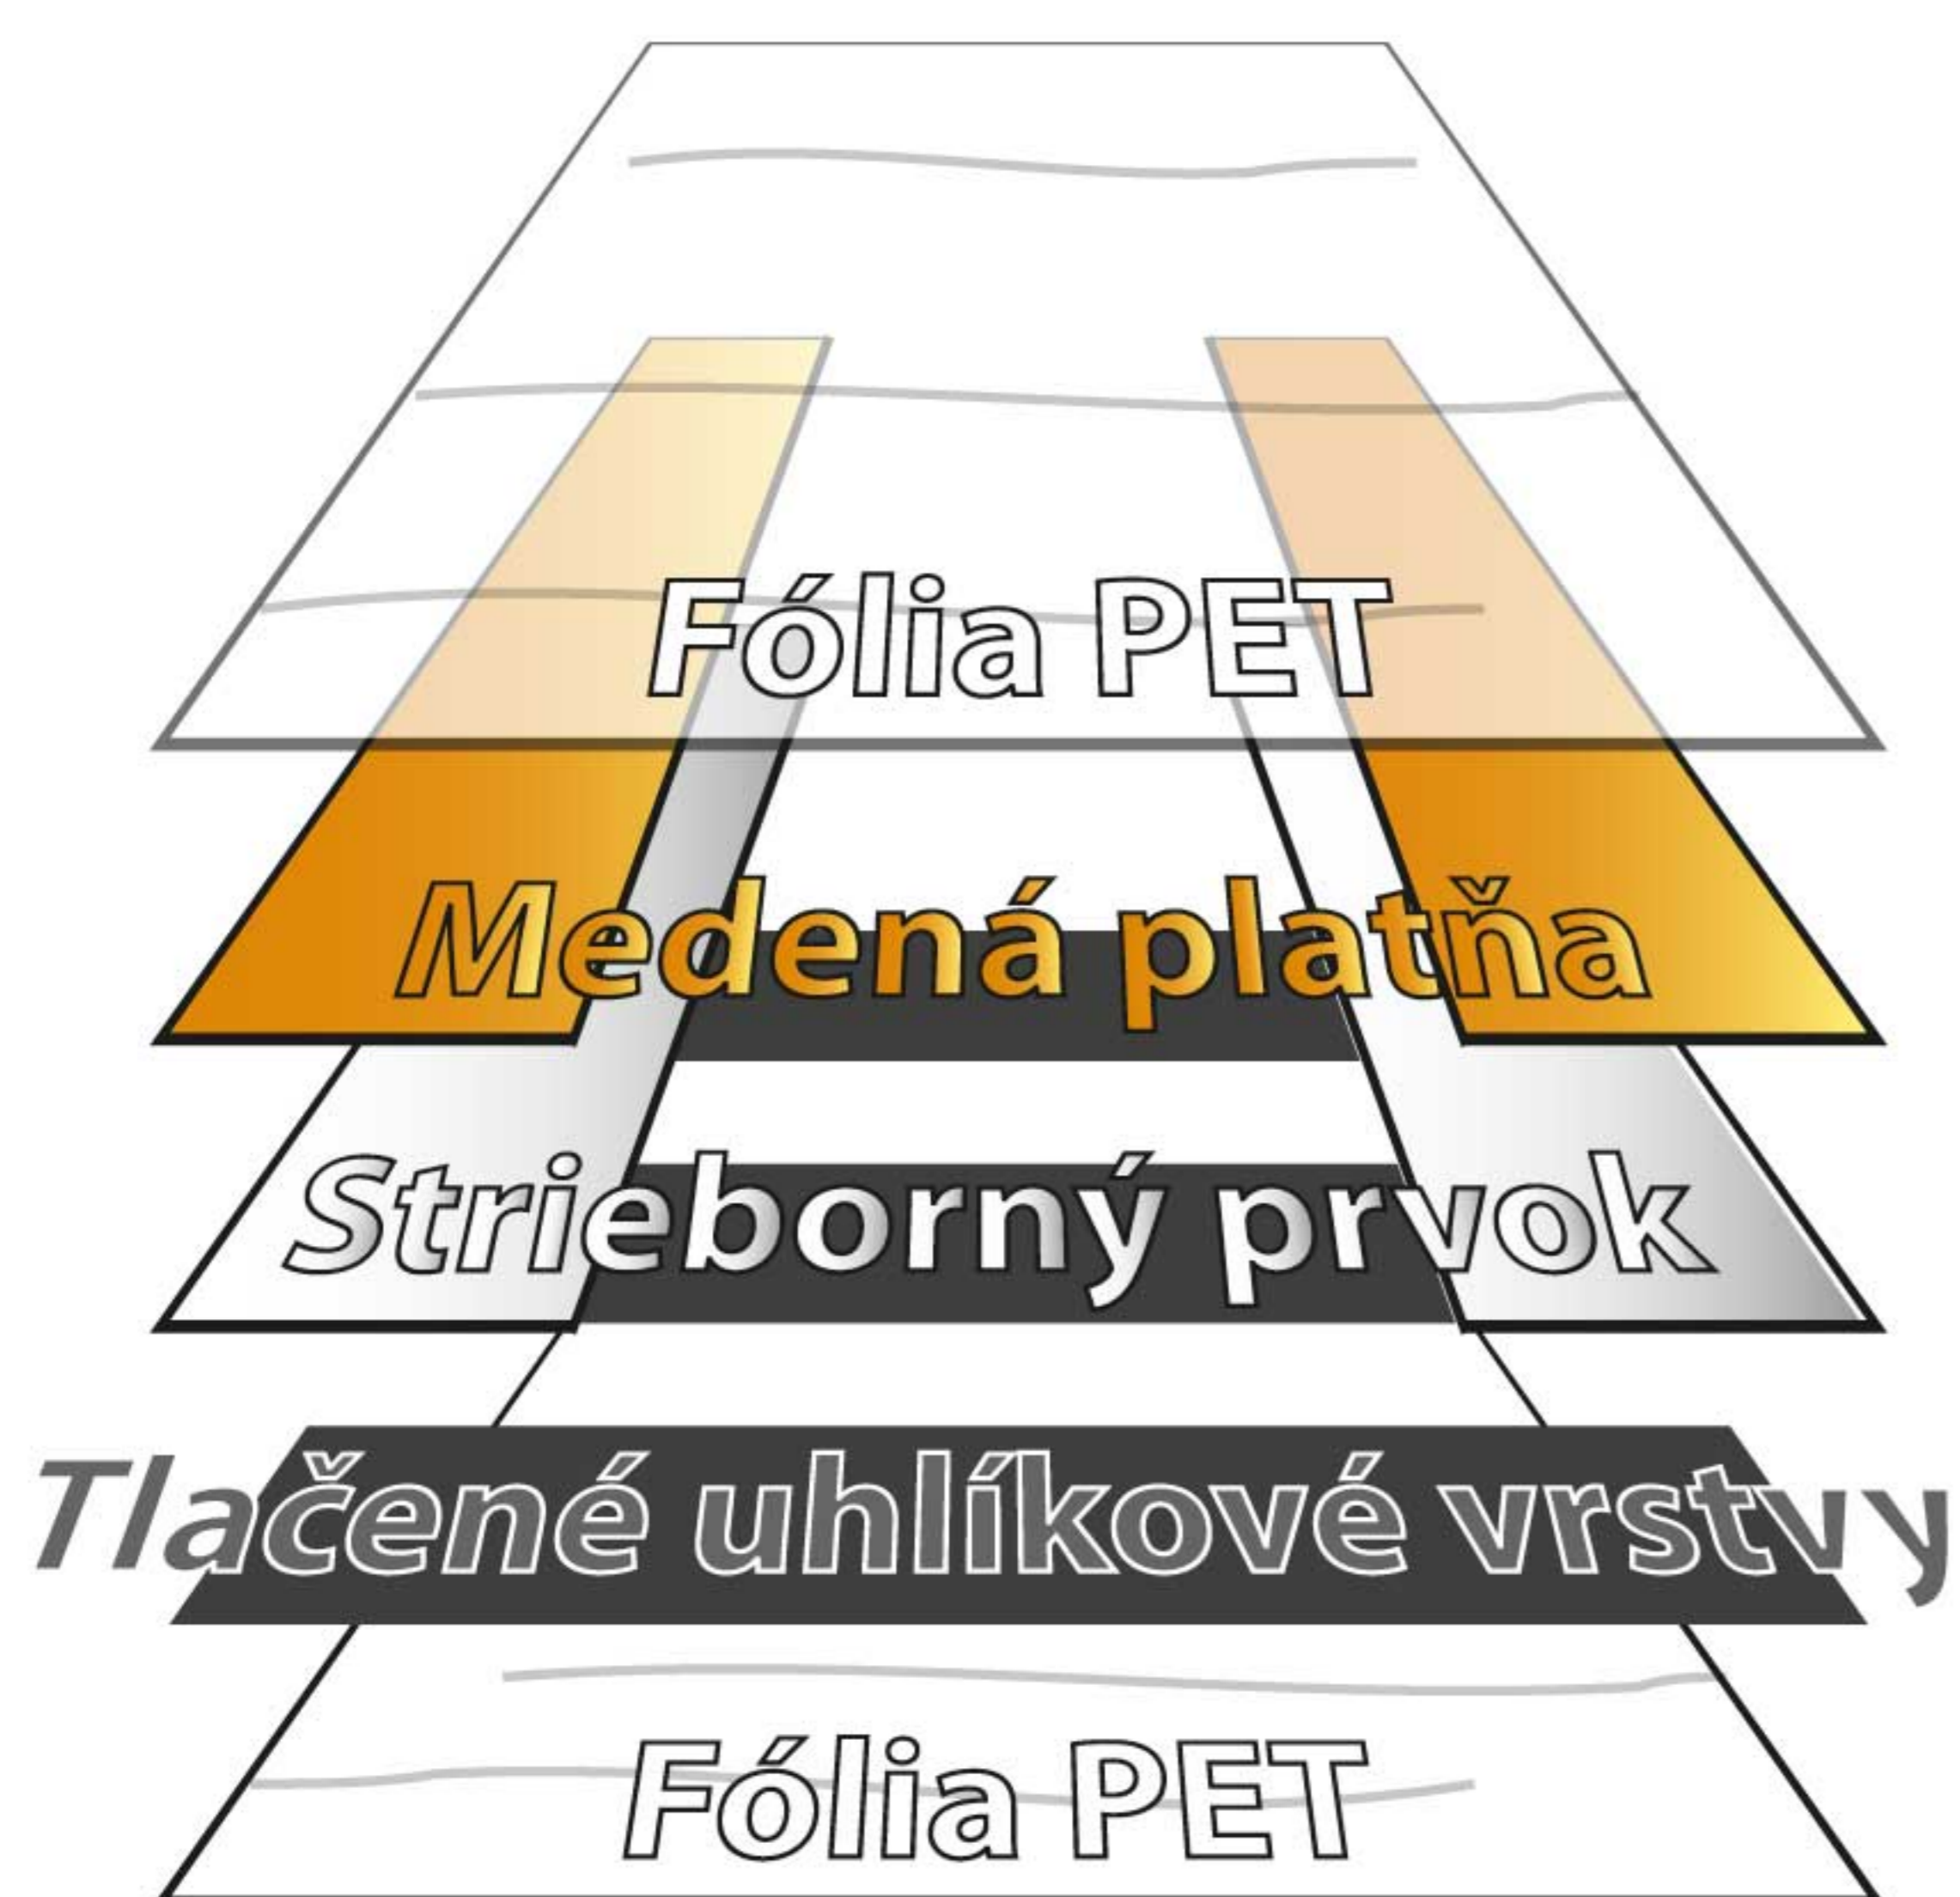 Fólia PET
Medená platňa
Strieborný prvok
Tlačené uhlíkové vrstvy
Fólia PET